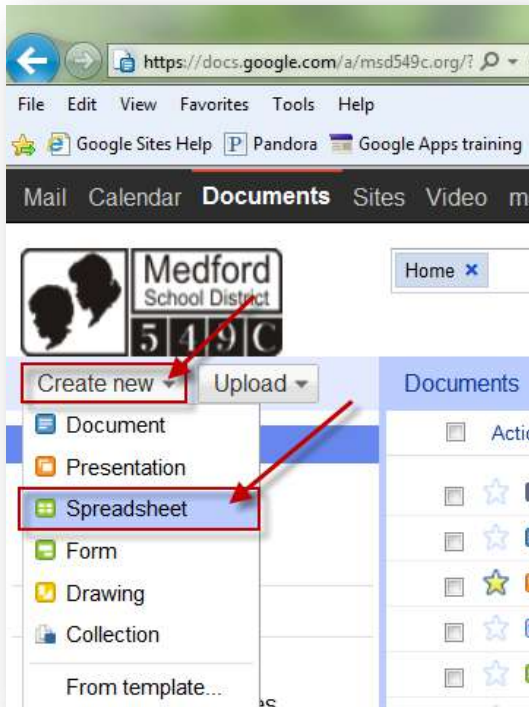 https://docs.google.com/a/msd549c.org/?
File Edit View Favorites Tools Help
Google Sites Help Pandora Google Apps training
Mail Calendar Documents Sites Video m
Medford
School District
549C
Home ×
Create new Upload Documents
Document
Actio
Presentation
Spreadsheet
Form
Drawing
Collection
From template...